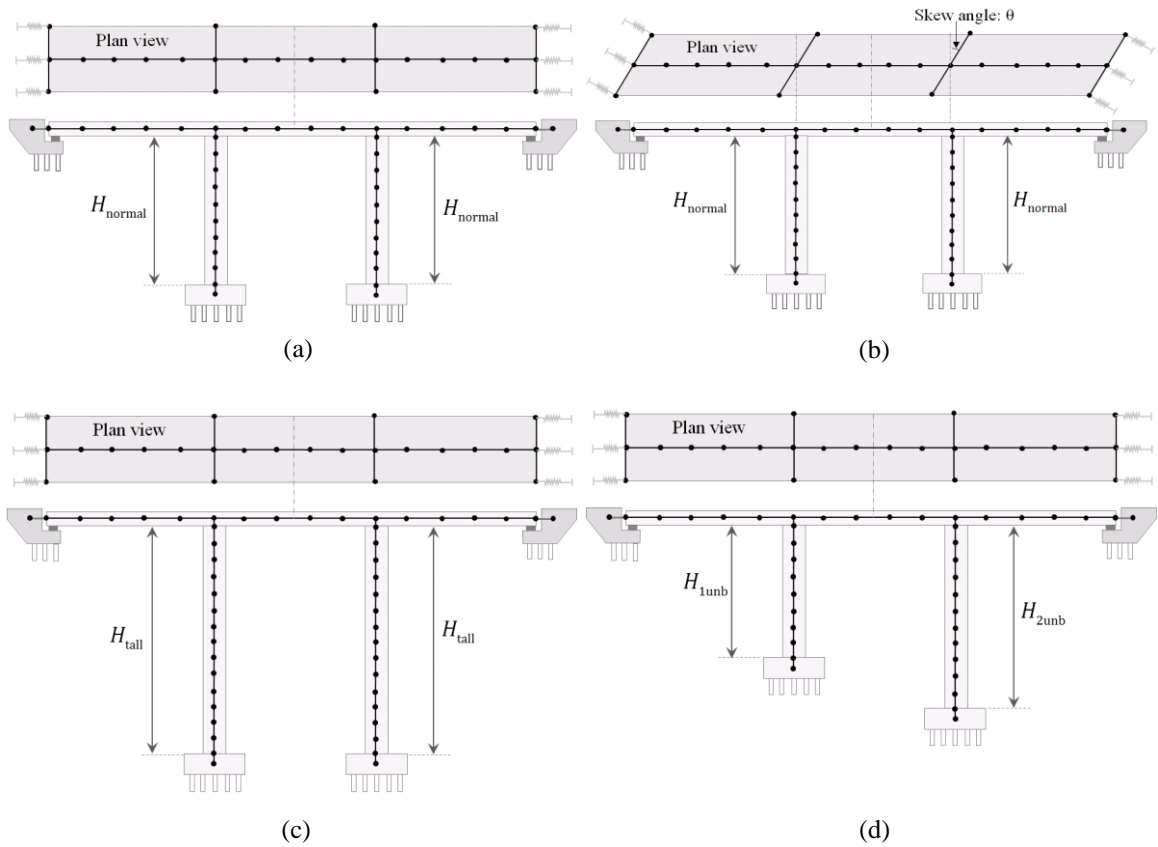 Plan view
H_normal
H_normal
(a)
Skew angle: θ
Plan view
H_normal
H_normal
(b)
Plan view
H_tall
H_tall
(c)
Plan view
H_1unb
H_2unb
(d)